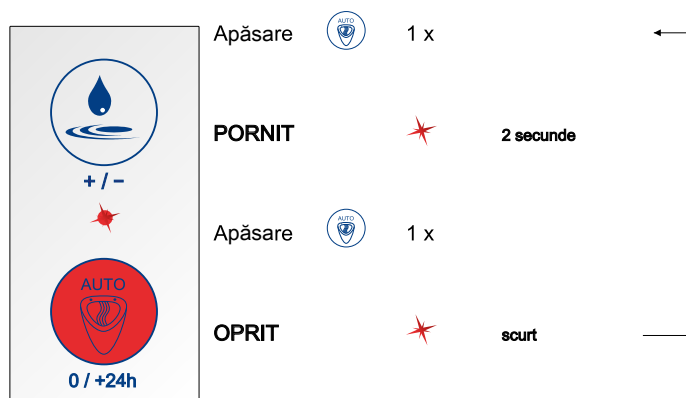 Apăsare AUTO 1 x
PORNIT 2 secunde
+ / −
Apăsare AUTO 1 x
AUTO
OPRIT scurt
0 / +24h